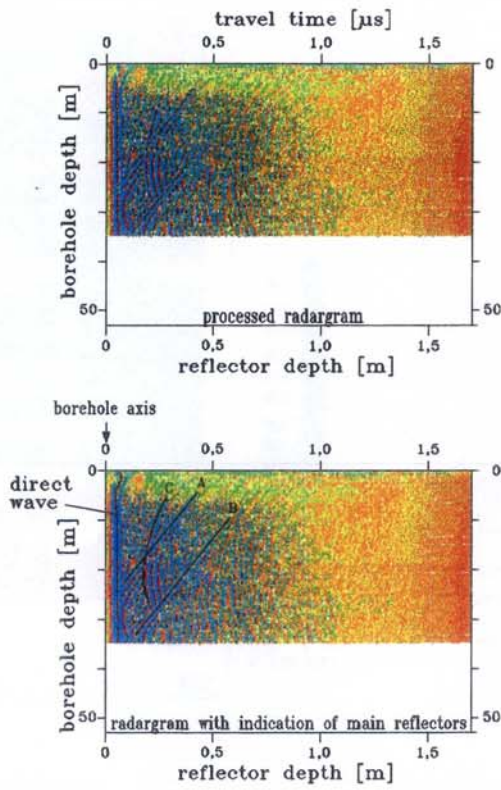 travel time [µs]
0 0,5 1,0 1,5
0 0
borehole depth [m]
50 50
processed radargram
0 0,5 1,0 1,5
reflector depth [m]
borehole axis
0 0,5 1,0 1,5
0 0
direct
wave
C A B
borehole depth [m]
50 50
radargram with indication of main reflectors
0 0,5 1,0 1,5
reflector depth [m]